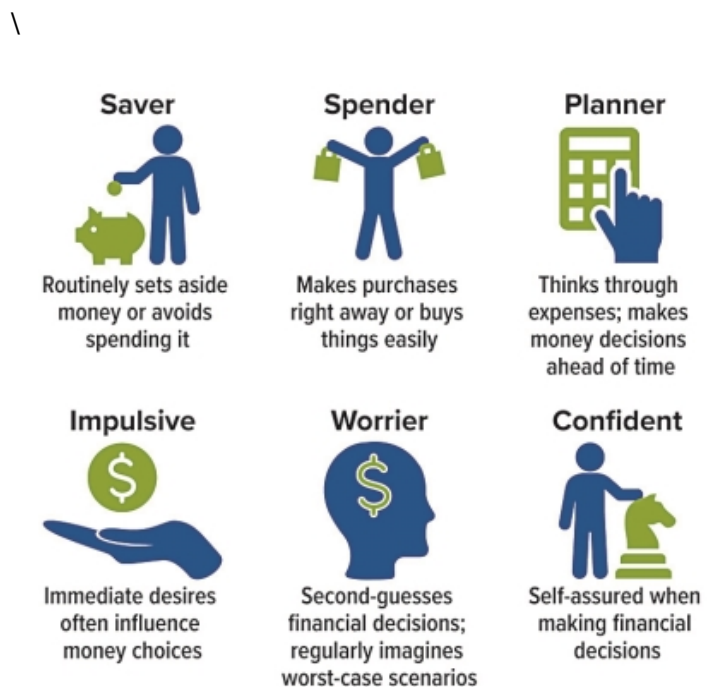 \
Saver
Routinely sets aside
money or avoids
spending it
Spender
Makes purchases
right away or buys
things easily
Planner
Thinks through
expenses; makes
money decisions
ahead of time
Impulsive
$
Immediate desires
often influence
money choices
Worrier
$
Second-guesses
financial decisions;
regularly imagines
worst-case scenarios
Confident
Self-assured when
making financial
decisions